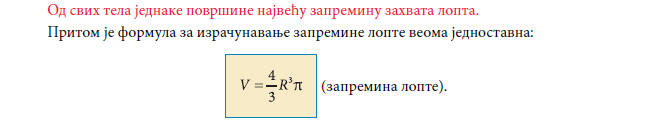 Од свих тела једнаке површине највећу запремину захвата лопта.
Притом је формула за израчунавање запремине лопте веома једноставна:
V = 4/3 R³π (запремина лопте).